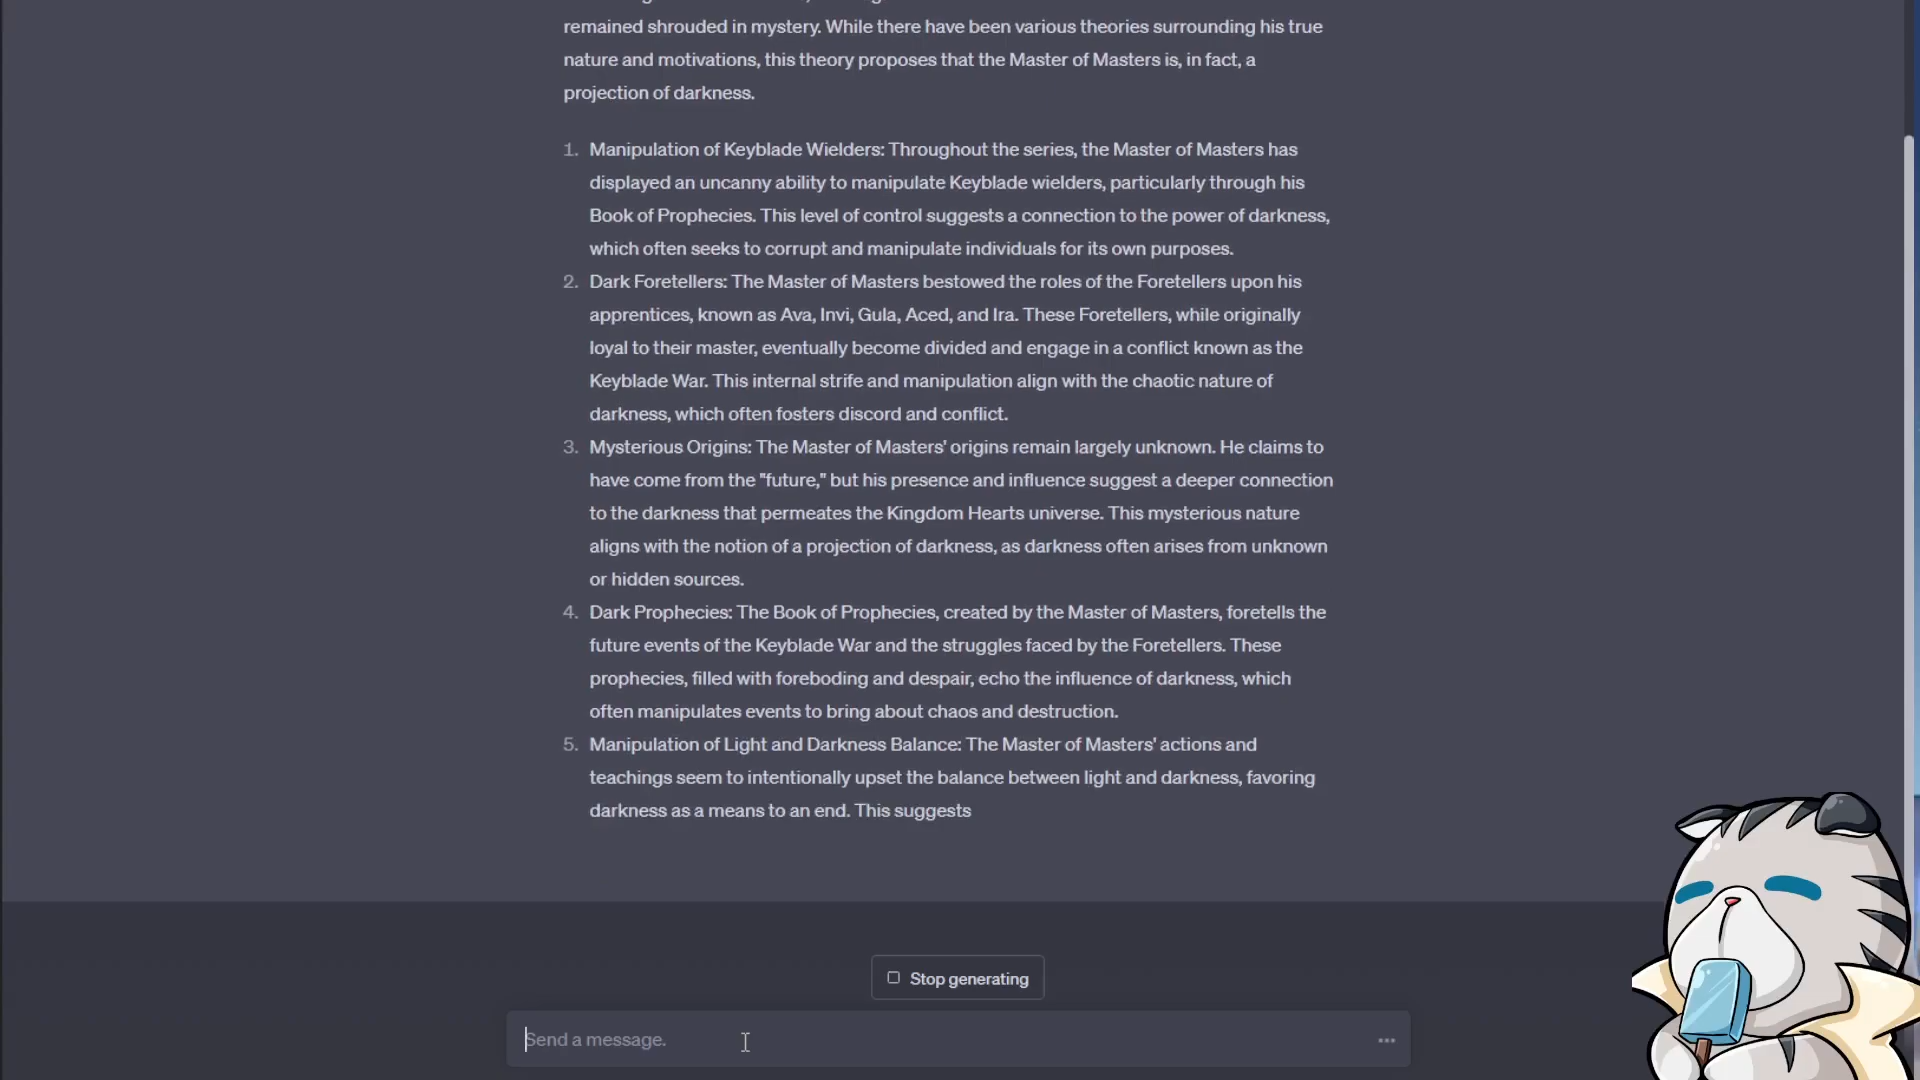 remained shrouded in mystery. While there have been various theories surrounding his true
nature and motivations, this theory proposes that the Master of Masters is, in fact, a
projection of darkness.
1. Manipulation of Keyblade Wielders: Throughout the series, the Master of Masters has
displayed an uncanny ability to manipulate Keyblade wielders, particularly through his
Book of Prophecies. This level of control suggests a connection to the power of darkness,
which often seeks to corrupt and manipulate individuals for its own purposes.
2. Dark Foretellers: The Master of Masters bestowed the roles of the Foretellers upon his
apprentices, known as Ava, Invi, Gula, Aced, and Ira. These Foretellers, while originally
loyal to their master, eventually become divided and engage in a conflict known as the
Keyblade War. This internal strife and manipulation align with the chaotic nature of
darkness, which often fosters discord and conflict.
3. Mysterious Origins: The Master of Masters' origins remain largely unknown. He claims to
have come from the "future," but his presence and influence suggest a deeper connection
to the darkness that permeates the Kingdom Hearts universe. This mysterious nature
aligns with the notion of a projection of darkness, as darkness often arises from unknown
or hidden sources.
4. Dark Prophecies: The Book of Prophecies, created by the Master of Masters, foretells the
future events of the Keyblade War and the struggles faced by the Foretellers. These
prophecies, filled with foreboding and despair, echo the influence of darkness, which
often manipulates events to bring about chaos and destruction.
5. Manipulation of Light and Darkness Balance: The Master of Masters' actions and
teachings seem to intentionally upset the balance between light and darkness, favoring
darkness as a means to an end. This suggests
Stop generating
Send a message.